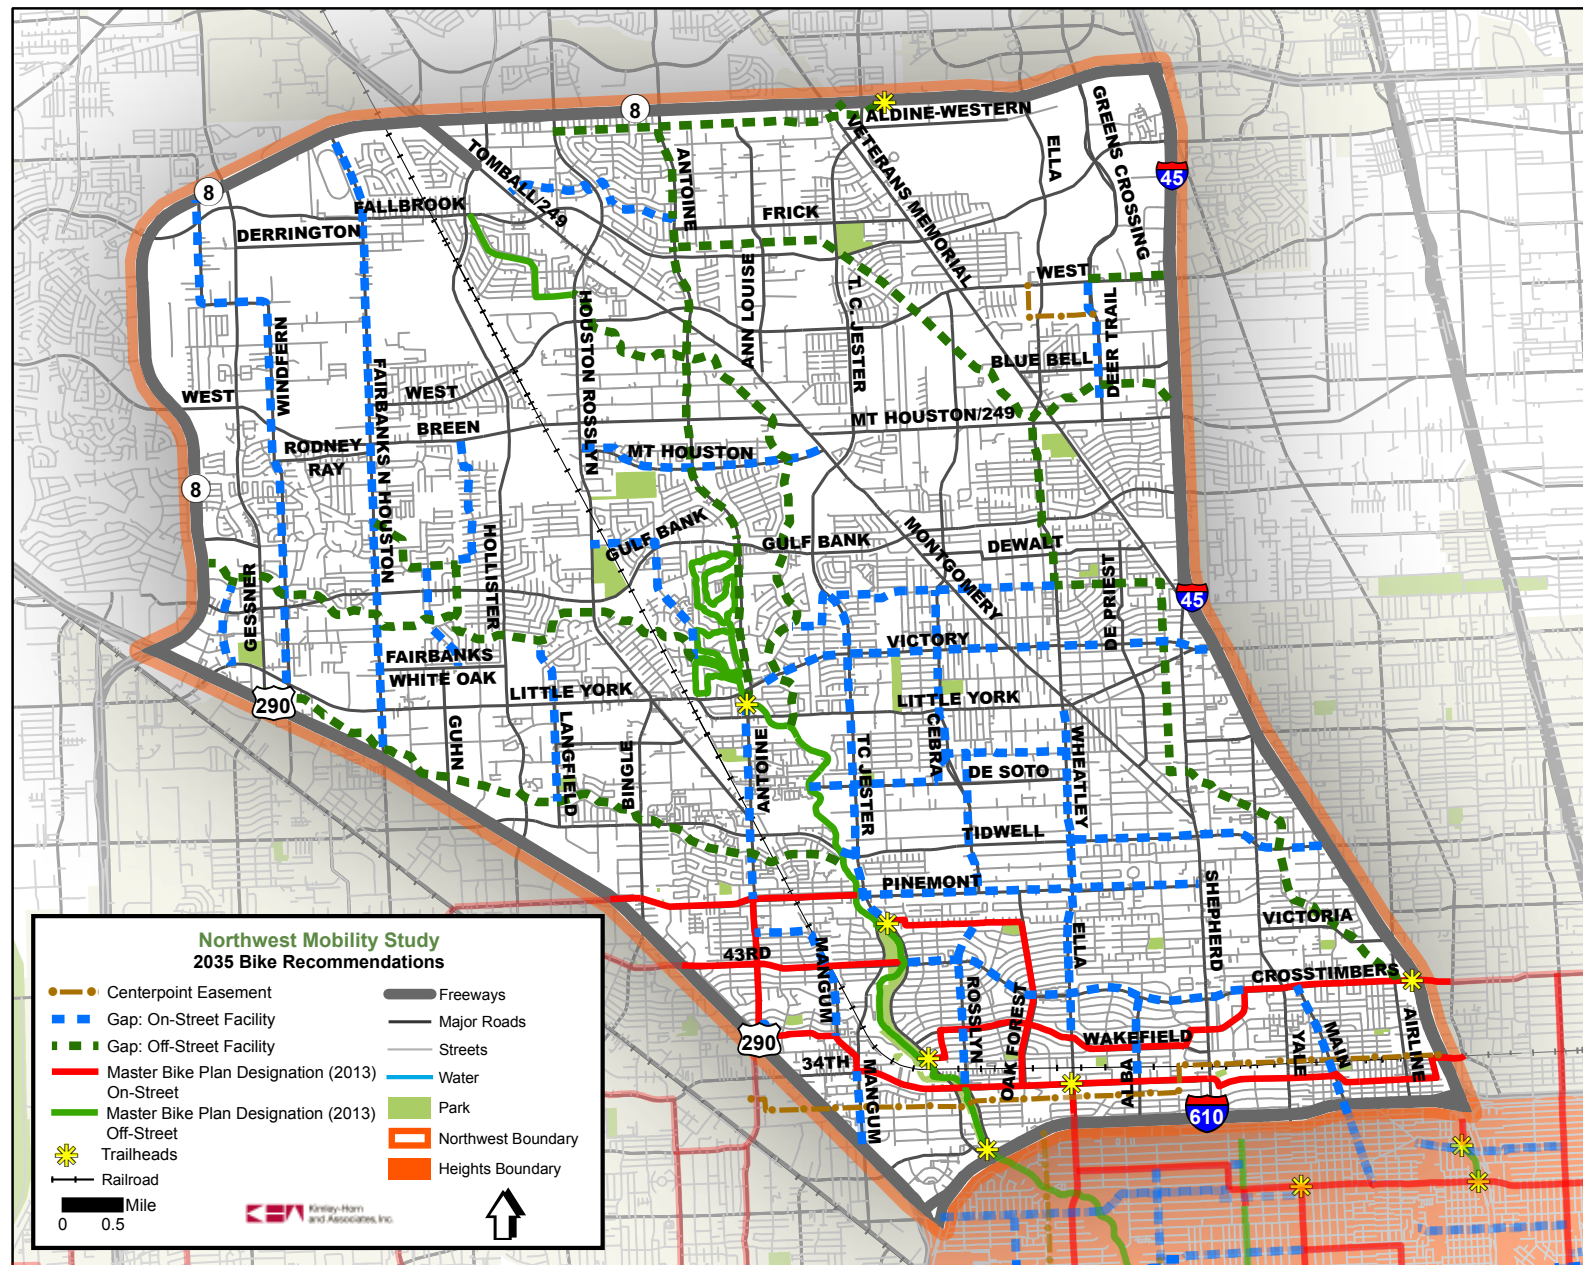 8
ALDINE-WESTERN
GREENS CROSSING
ELLA
VETERANS MEMORIAL
TOMBALL/249
ANTOINE
45
8
FALLBROOK
FRICK
DERRINGTON
ANN LOUISE
WEST
T. C. JESTER
DEER TRAIL
HOUSTON ROSSLYN
WINDFERN
BLUE BELL
FAIRBANKS N HOUSTON
WEST
WEST
MT HOUSTON/249
BREEN
RODNEY
RAY
MT HOUSTON
8
GULF BANK
GULF BANK
MONTGOMERY
DEWALT
HOLLISTER
DE PRIEST
GESSNER
45
VICTORY
FAIRBANKS
WHITE OAK
LITTLE YORK
LITTLE YORK
290
GUHN
LANGFIELD
BINGLE
ANTOINE
TC JESTER
CEBRA
WHEATLEY
DE SOTO
TIDWELL
PINEMONT
SHEPHERD
VICTORIA
ELLA
43RD
MANGUM
CROSSTIMBERS
ROSSLYN
OAK FOREST
WAKEFIELD
YALE
MAIN
AIRLINE
290
34TH
MANGUM
ALBA
610
Northwest Mobility Study
2035 Bike Recommendations
Centerpoint Easement
Gap: On-Street Facility
Gap: Off-Street Facility
Master Bike Plan Designation (2013)
On-Street
Master Bike Plan Designation (2013)
Off-Street
Trailheads
Railroad
Mile
0 0.5
Freeways
Major Roads
Streets
Water
Park
Northwest Boundary
Heights Boundary
Kimley-Horn
and Associates, Inc.